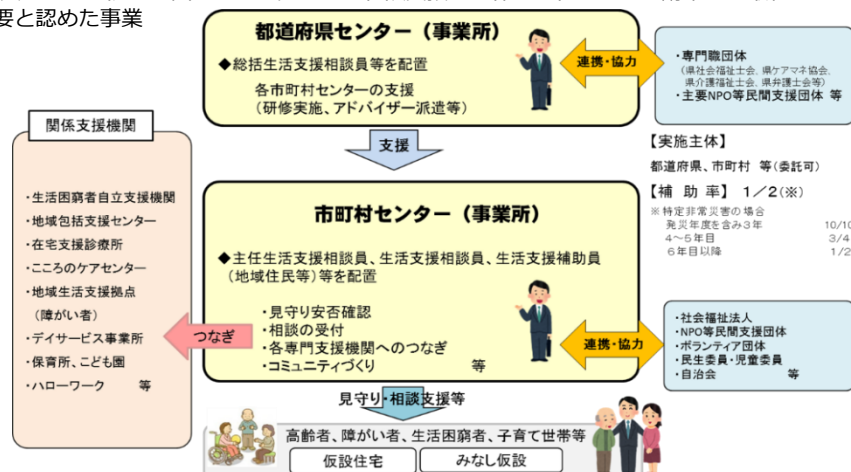 要と認めた事業
都道府県センター（事業所）
◆総括生活支援相談員等を配置
各市町村センターの支援
（研修実施、アドバイザー派遣等）
連携・協力
・専門職団体
（県社会福祉士会、県ケアマネ協会、
県介護福祉士会、県弁護士会等）
・主要NPO等民間支援団体 等
支援
【実施主体】
都道府県、市町村 等（委託可）
【補 助 率】 1／2（※）
※特定非常災害の場合
発災年度を含み3年 10/10
4～5年目 3/4
6年目以降 1/2
関係支援機関
・生活困窮者自立支援機関
・地域包括支援センター
・在宅支援診療所
・こころのケアセンター
・地域生活支援拠点
（障がい者）
・デイサービス事業所
・保育所、こども園
・ハローワーク 等
つなぎ
市町村センター（事業所）
◆主任生活支援相談員、生活支援相談員、生活支援補助員
（地域住民等）等を配置
・見守り安否確認
・相談の受付
・各専門支援機関へのつなぎ
・コミュニティづくり 等
連携・協力
・社会福祉法人
・NPO等民間支援団体
・ボランティア団体
・民生委員・児童委員
・自治会 等
見守り・相談支援等
高齢者、障がい者、生活困窮者、子育て世帯等
仮設住宅
みなし仮設